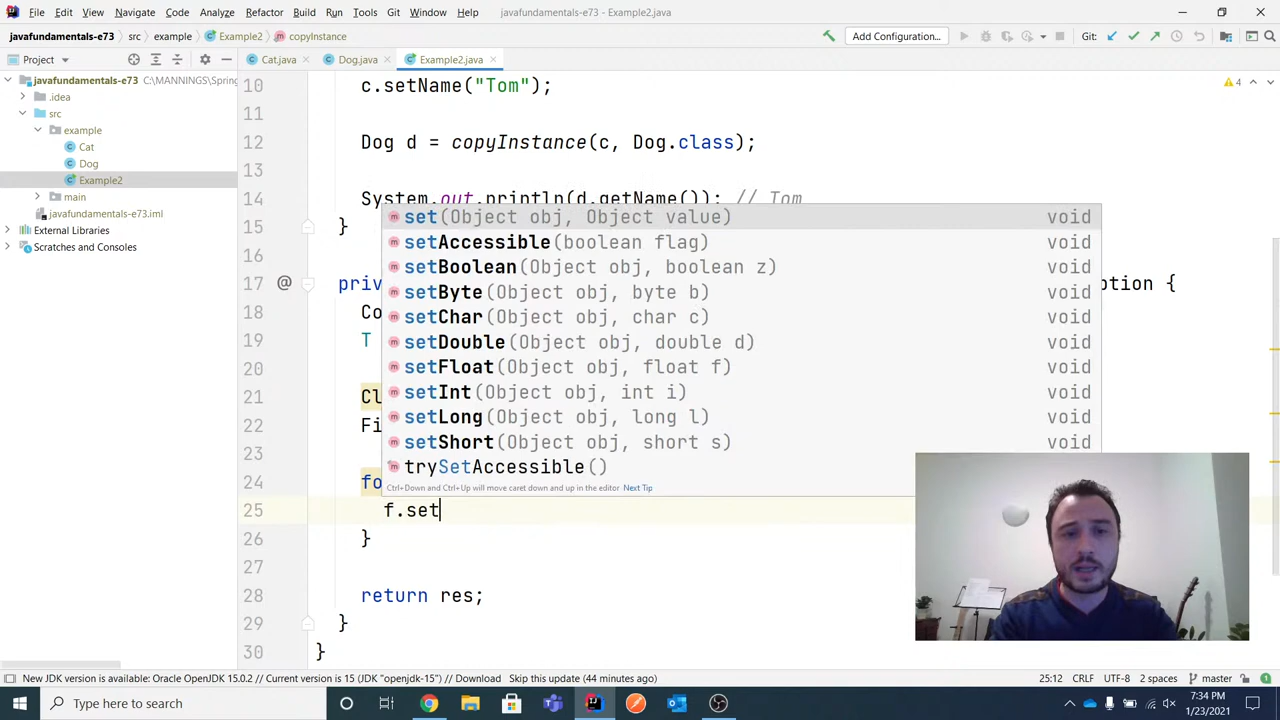 File Edit View Navigate Code Analyze Refactor Build Run Tools Git Window Help javafundamentals-e73 - Example2.java
javafundamentals-e73 src example Example2 copyInstance Add Configuration... Git:
Project Cat.java Dog.java Example2.java
javafundamentals-e73 C:\MANNINGS\Spring
.idea
src
example
Cat
Dog
Example2
main
javafundamentals-e73.iml
External Libraries
Scratches and Consoles
4
10 c.setName("Tom");
11
12 Dog d = copyInstance(c, Dog.class);
13
14 System.out.println(d.getName()); // Tom
15 }
16
17 @ priv ption {
18 Co
19 T
20
21 Cl
22 Fi
23
24 fo
25 f.set
26 }
27
28 return res;
29 }
30 }
set(Object obj, Object value) void
setAccessible(boolean flag) void
setBoolean(Object obj, boolean z) void
setByte(Object obj, byte b) void
setChar(Object obj, char c) void
setDouble(Object obj, double d) void
setFloat(Object obj, float f) void
setInt(Object obj, int i) void
setLong(Object obj, long l) void
setShort(Object obj, short s) void
trySetAccessible()
Ctrl+Down and Ctrl+Up will move caret down and up in the editor Next Tip
New JDK version is available: Oracle OpenJDK 15.0.2 // Current version is 15 ("openjdk-15") // Download Skip this update (44 minutes ago) 25:12 CRLF UTF-8 2 spaces master
Type here to search
7:34 PM
1/23/2021